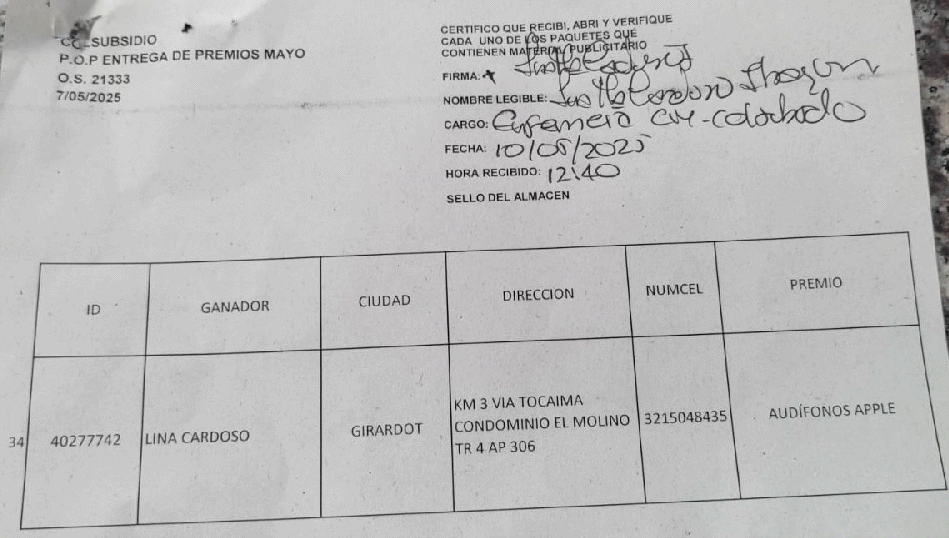 COLSUBSIDIO
P.O.P ENTREGA DE PREMIOS MAYO
O.S. 21333
7/05/2025
CERTIFICO QUE RECIBI, ABRI Y VERIFIQUE
CADA UNO DE LOS PAQUETES QUE
CONTIENEN MATERIAL PUBLICITARIO
FIRMA:
NOMBRE LEGIBLE:
CARGO: Enfermera
FECHA: 10/05/2025
HORA RECIBIDO: 12:40
SELLO DEL ALMACEN
ID GANADOR CIUDAD DIRECCION NUMCEL PREMIO
34 40277742 LINA CARDOSO GIRARDOT KM 3 VIA TOCAIMA
CONDOMINIO EL MOLINO
TR 4 AP 306
3215048435 AUDÍFONOS APPLE